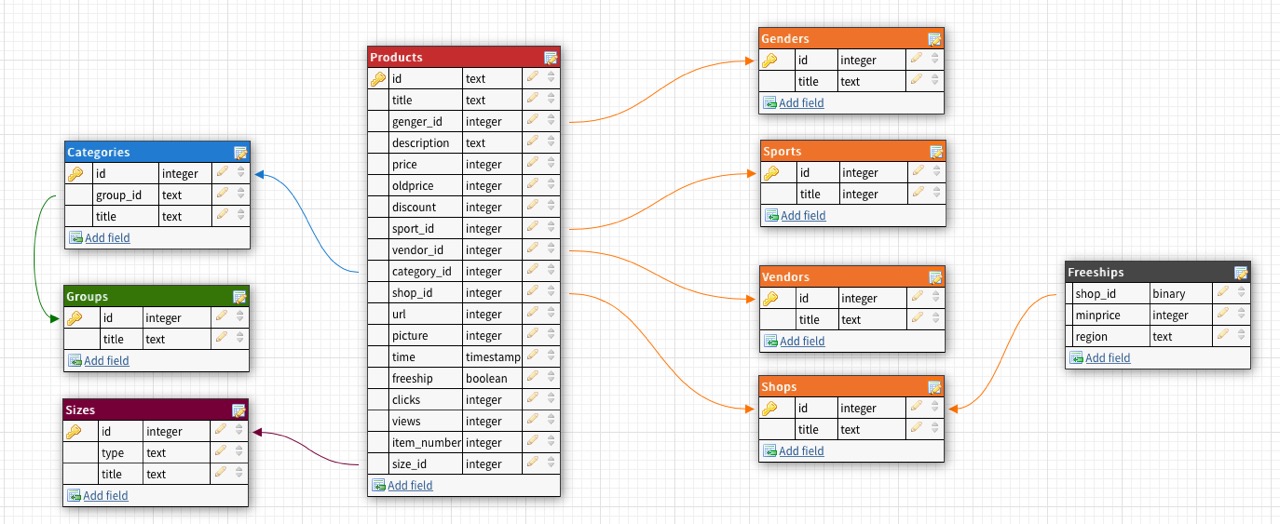 Categories
id integer
group_id text
title text
Add field
Groups
id integer
title text
Add field
Sizes
id integer
type text
title text
Add field
Products
id text
title text
genger_id integer
description text
price integer
oldprice integer
discount integer
sport_id integer
vendor_id integer
category_id integer
shop_id integer
url integer
picture integer
time timestamp
freeship boolean
clicks integer
views integer
item_number integer
size_id integer
Add field
Genders
id integer
title text
Add field
Sports
id integer
title integer
Add field
Vendors
id integer
title text
Add field
Shops
id integer
title text
Add field
Freeships
shop_id binary
minprice integer
region text
Add field